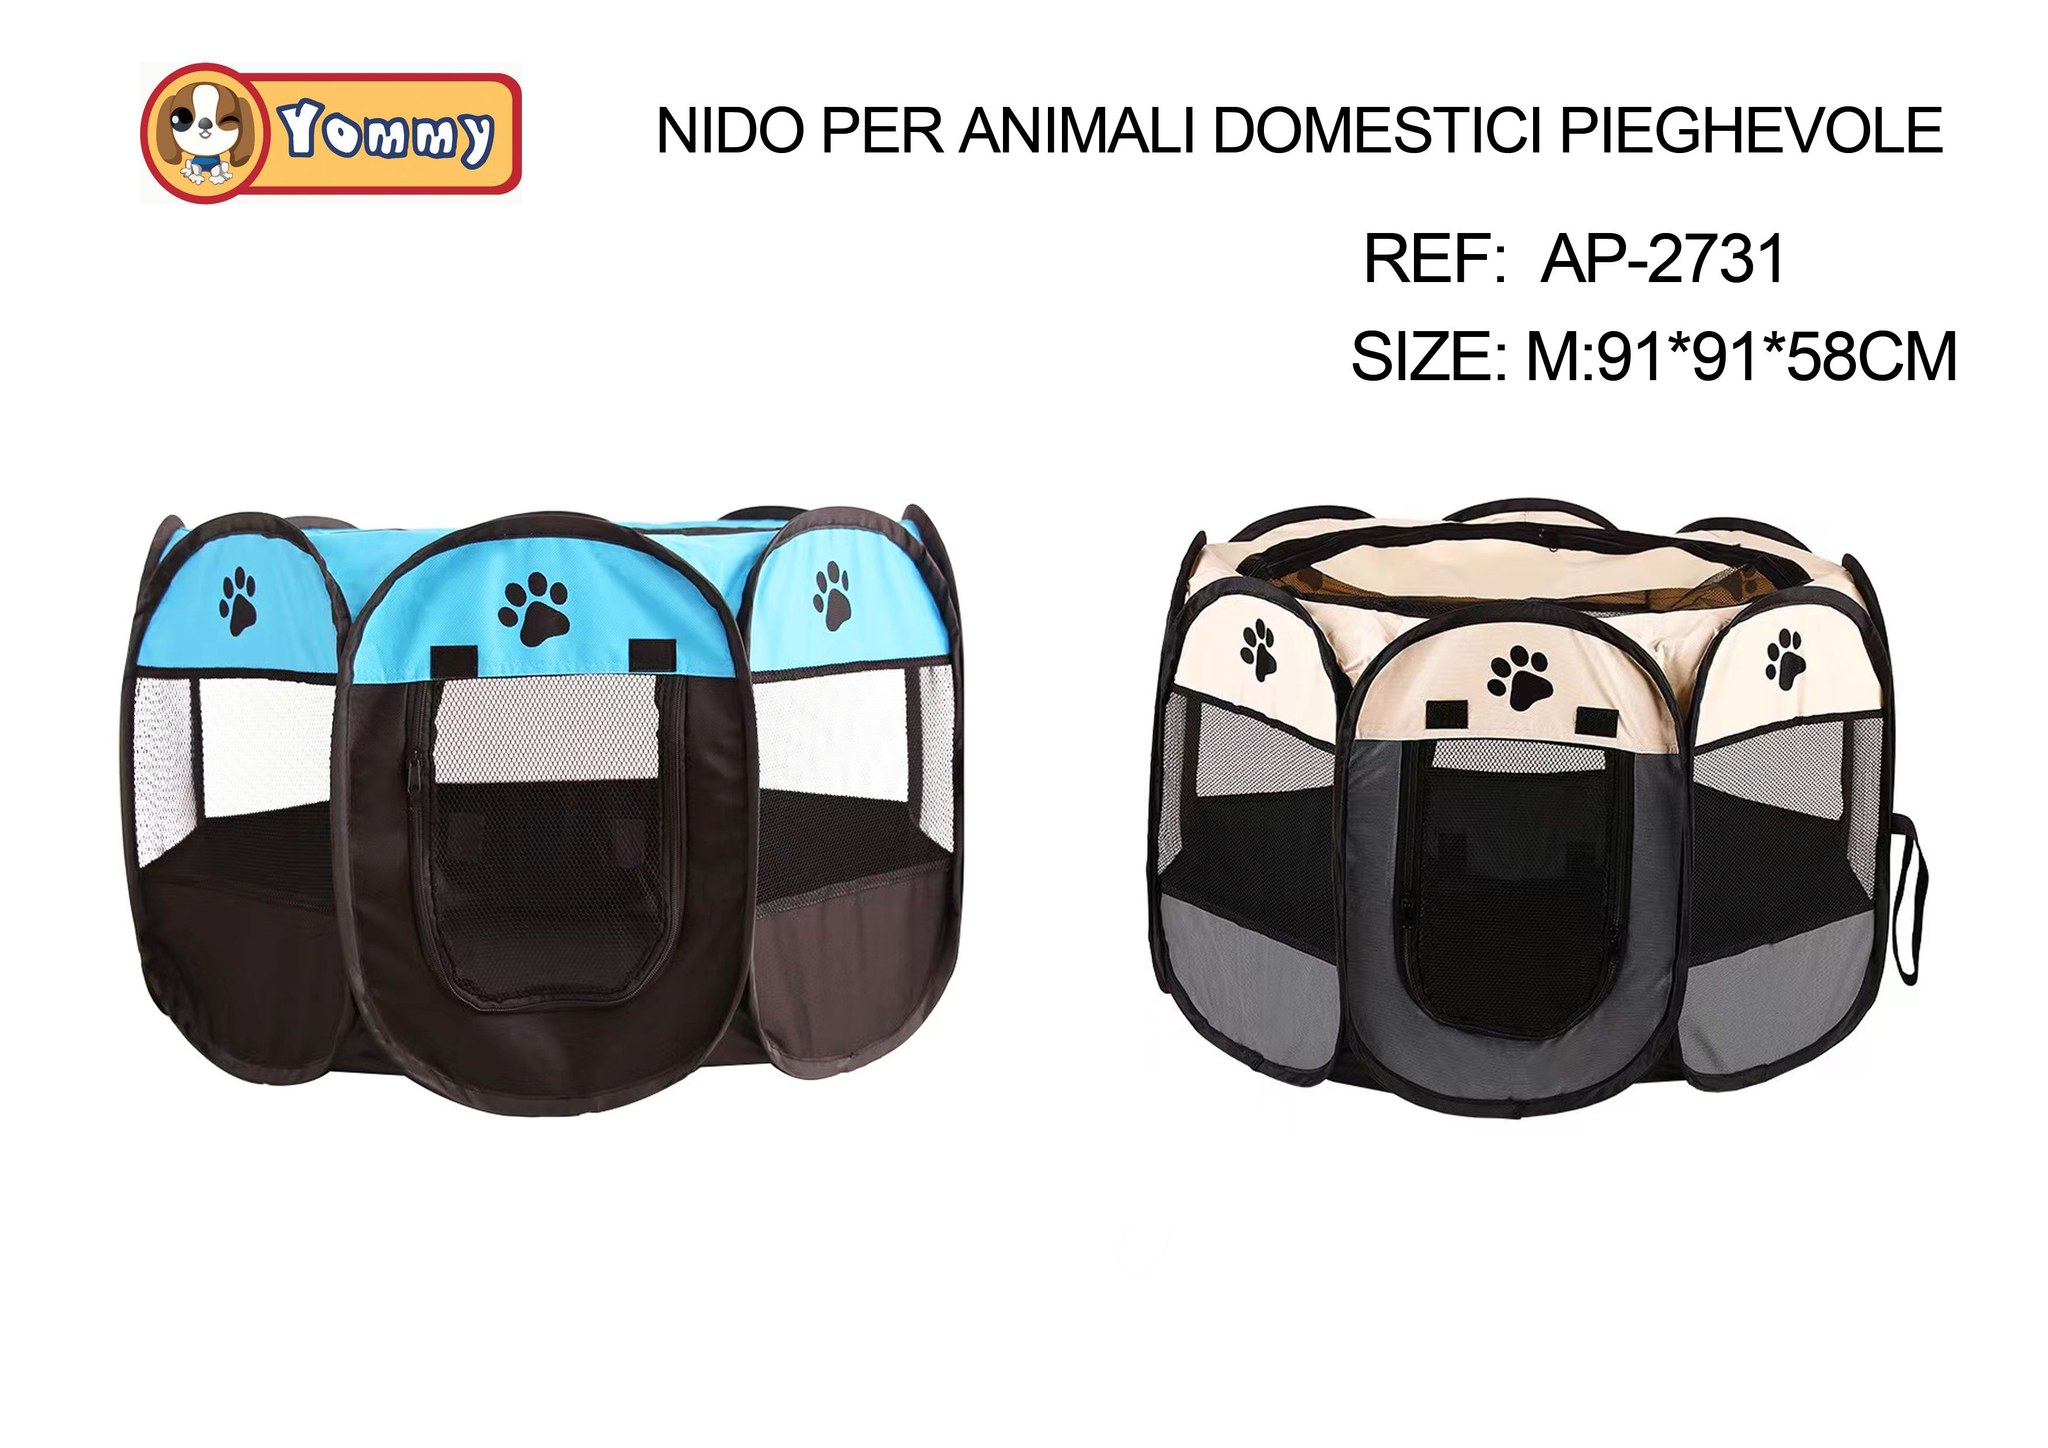 Yommy
NIDO PER ANIMALI DOMESTICI PIEGHEVOLE
REF: AP-2731
SIZE: M:91*91*58CM